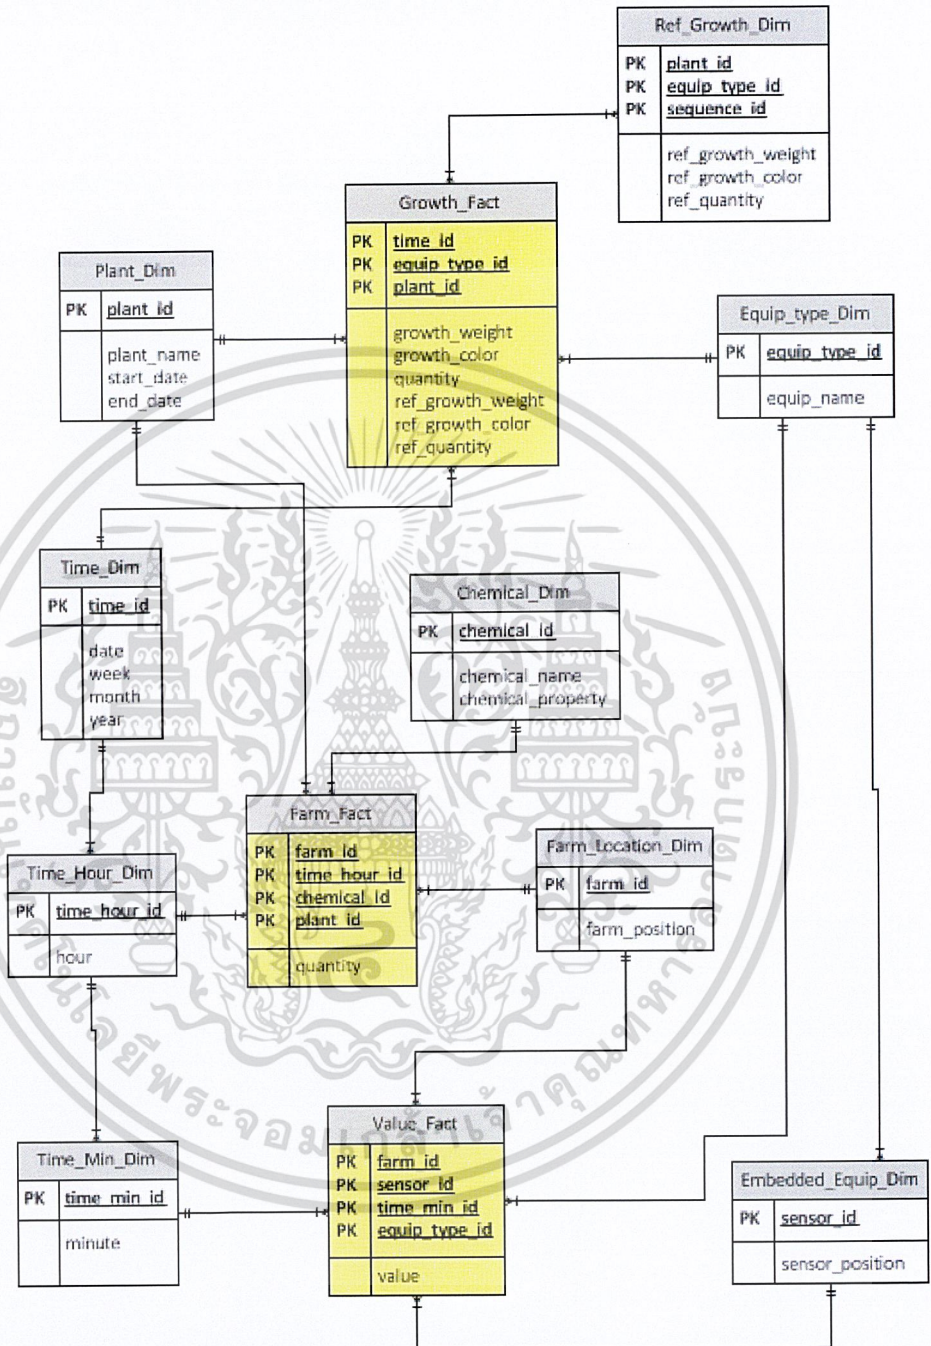 Ref_Growth_Dim
PK plant_id
PK equip_type_id
PK sequence_id
ref_growth_weight
ref_growth_color
ref_quantity
Growth_Fact
PK time_id
PK equip_type_id
PK plant_id
growth_weight
growth_color
quantity
ref_growth_weight
ref_growth_color
ref_quantity
Plant_Dim
PK plant_id
plant_name
start_date
end_date
Equip_type_Dim
PK equip_type_id
equip_name
Time_Dim
PK time_id
date
week
month
year
Chemical_Dim
PK chemical_id
chemical_name
chemical_property
Farm_Fact
PK farm_id
PK time_hour_id
PK chemical_id
PK plant_id
quantity
Time_Hour_Dim
PK time_hour_id
hour
Farm_Location_Dim
PK farm_id
farm_position
Value_Fact
PK farm_id
PK sensor_id
PK time_min_id
PK equip_type_id
value
Time_Min_Dim
PK time_min_id
minute
Embedded_Equip_Dim
PK sensor_id
sensor_position